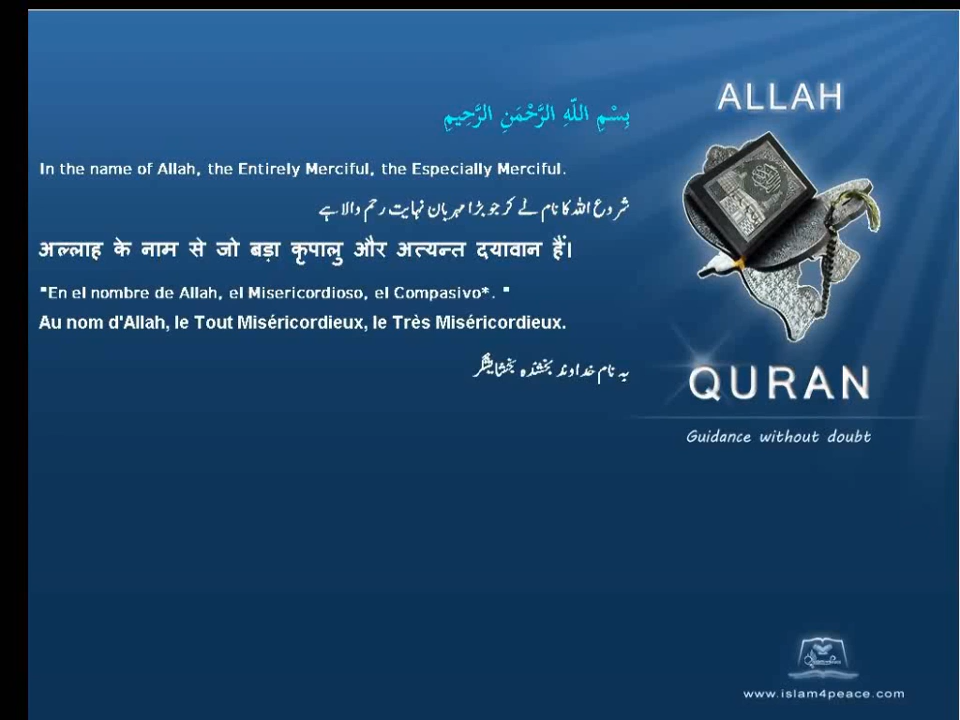 بِسْمِ اللَّهِ الرَّحْمَنِ الرَّحِيمِ
In the name of Allah, the Entirely Merciful, the Especially Merciful.
شروع اللہ کا نام لے کر جو بڑا مہربان نہایت رحم والا ہے
अल्लाह के नाम से जो बड़ा कृपालु और अत्यन्त दयावान हैं।
"En el nombre de Allah, el Misericordioso, el Compasivo*. "
Au nom d'Allah, le Tout Miséricordieux, le Très Miséricordieux.
به نام خداوند بخشنده بخشایشگر
ALLAH
QURAN
Guidance without doubt
www.islam4peace.com